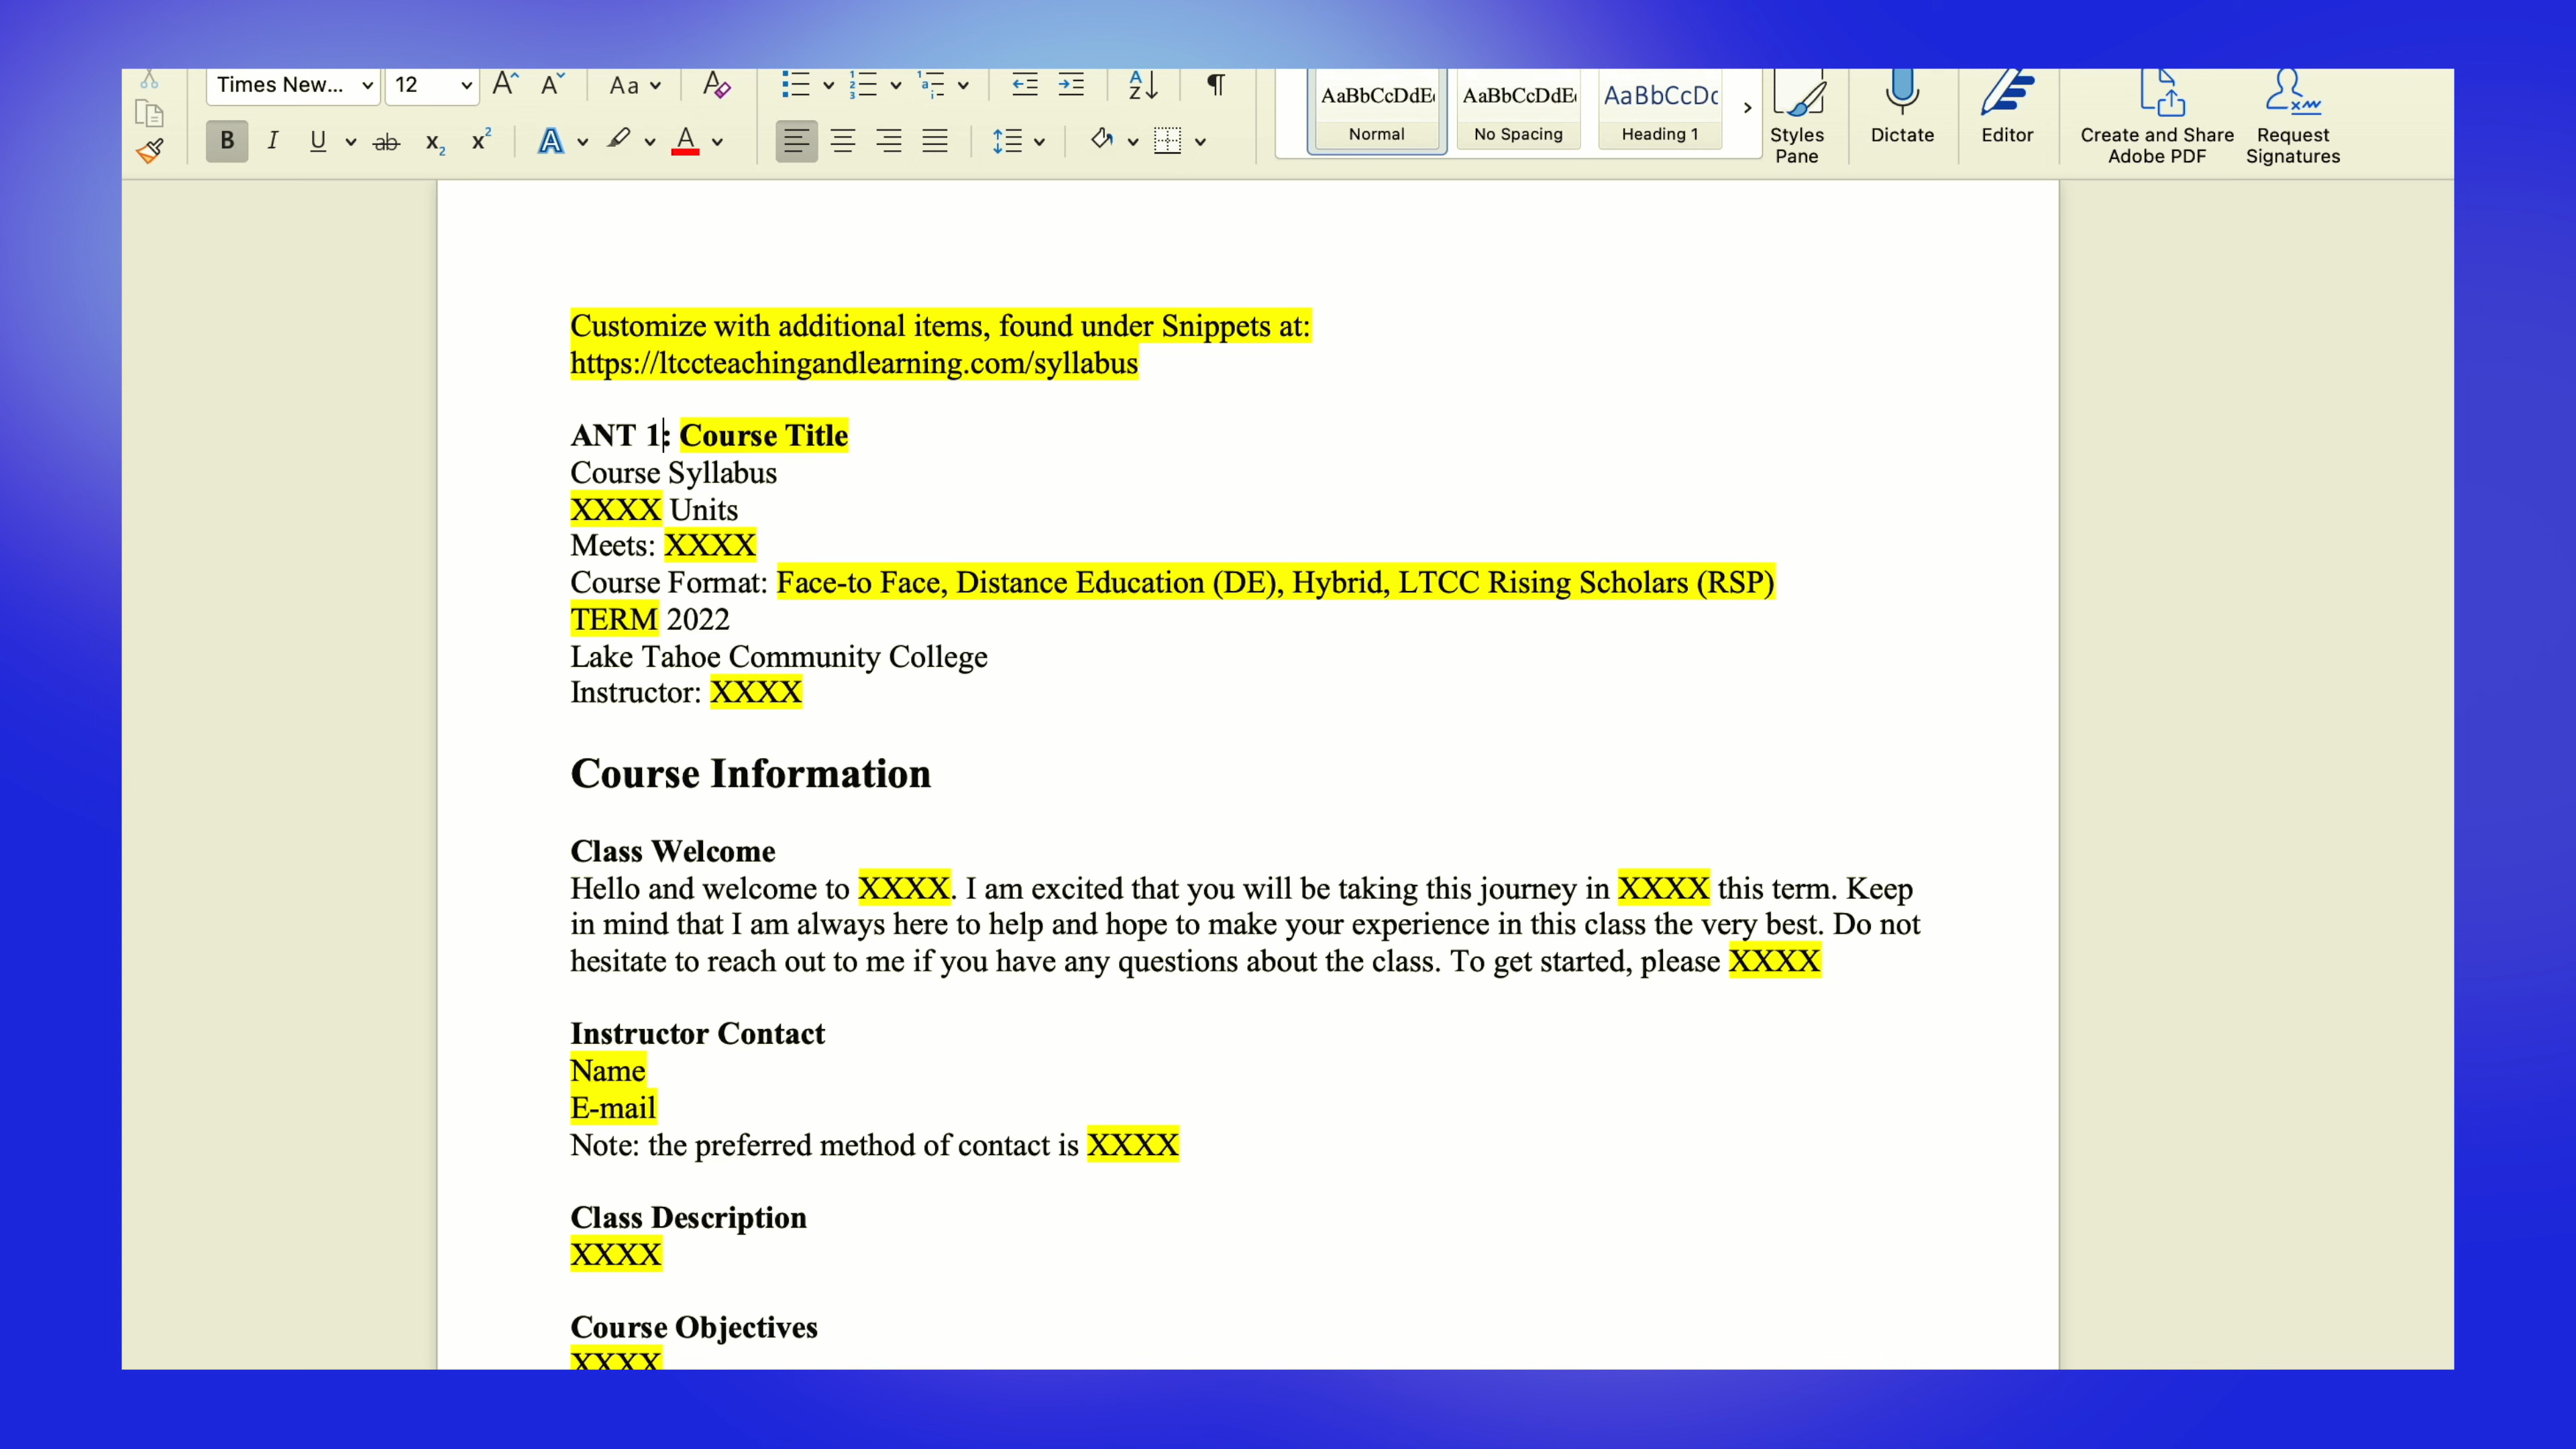 Times New... 12 Aa
AaBbCcDdE AaBbCcDdE AaBbCcDc
Normal No Spacing Heading 1
Styles Pane Dictate Editor Create and Share Adobe PDF Request Signatures
B I U ab x2 x2 A A
Customize with additional items, found under Snippets at:
https://ltccteachingandlearning.com/syllabus
ANT 1: Course Title
Course Syllabus
XXXX Units
Meets: XXXX
Course Format: Face-to Face, Distance Education (DE), Hybrid, LTCC Rising Scholars (RSP)
TERM 2022
Lake Tahoe Community College
Instructor: XXXX
Course Information
Class Welcome
Hello and welcome to XXXX. I am excited that you will be taking this journey in XXXX this term. Keep
in mind that I am always here to help and hope to make your experience in this class the very best. Do not
hesitate to reach out to me if you have any questions about the class. To get started, please XXXX
Instructor Contact
Name
E-mail
Note: the preferred method of contact is XXXX
Class Description
XXXX
Course Objectives
XXXX